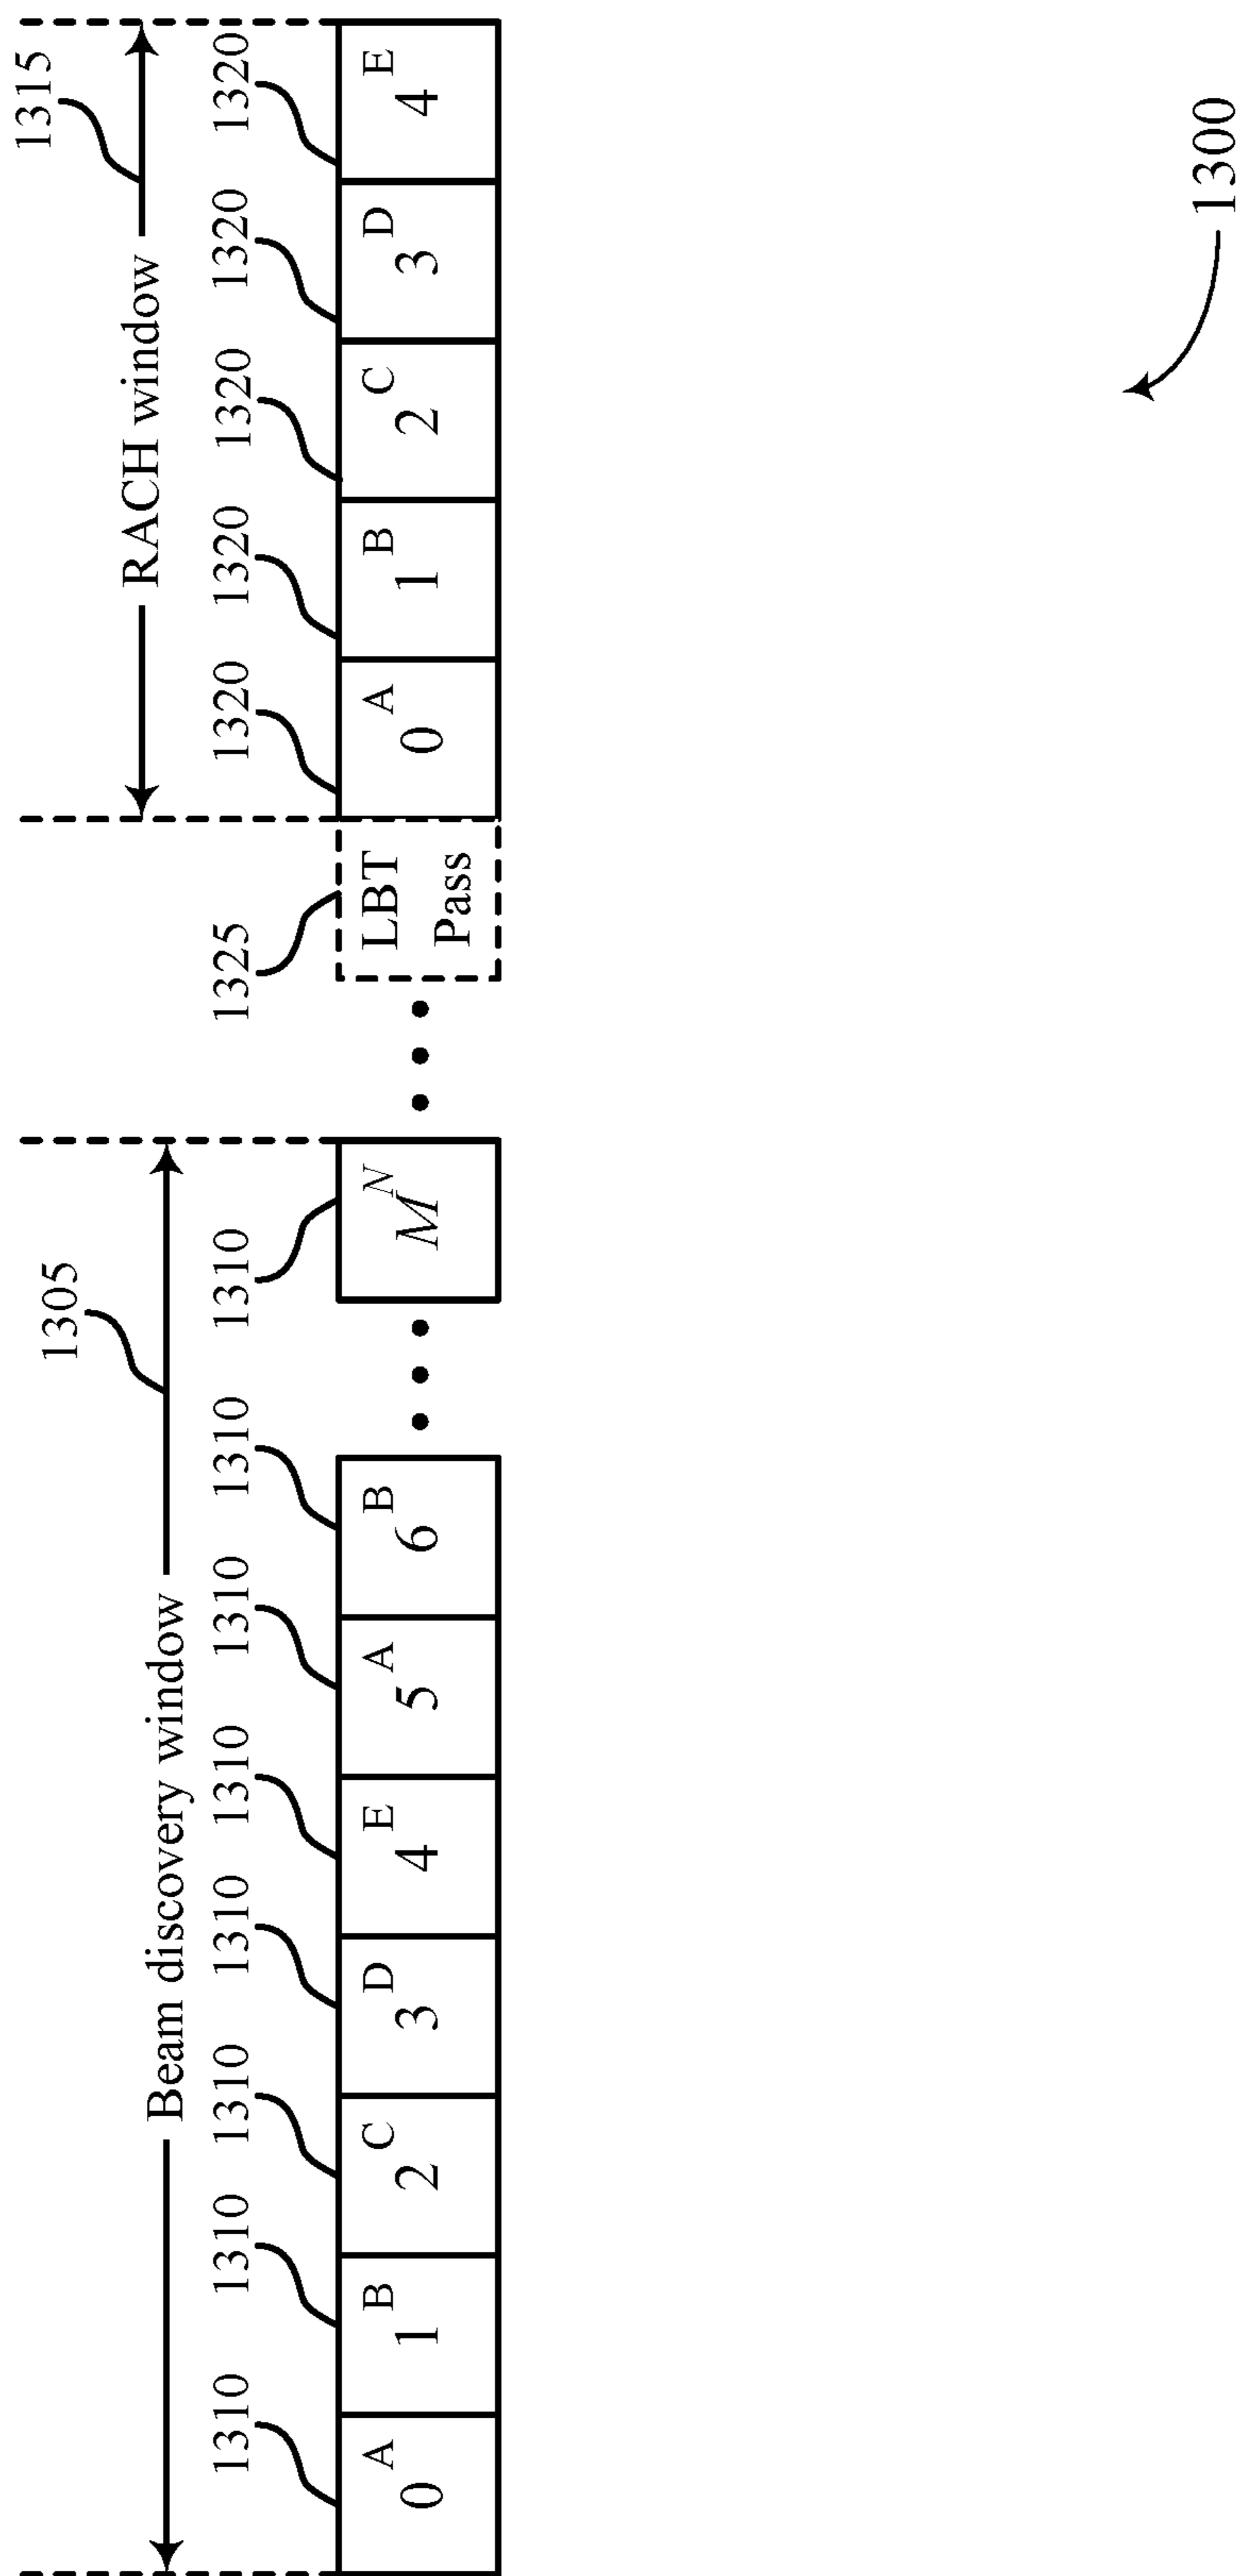 1305
1315
Beam discovery window
RACH window
1310 1310 1310 1310 1310 1310 1310 1310 1325 1320 1320 1320 1320 1320
0 A 1 B 2 C 3 D 4 E 5 A 6 B M N LBT Pass 0 A 1 B 2 C 3 D 4 E
1300